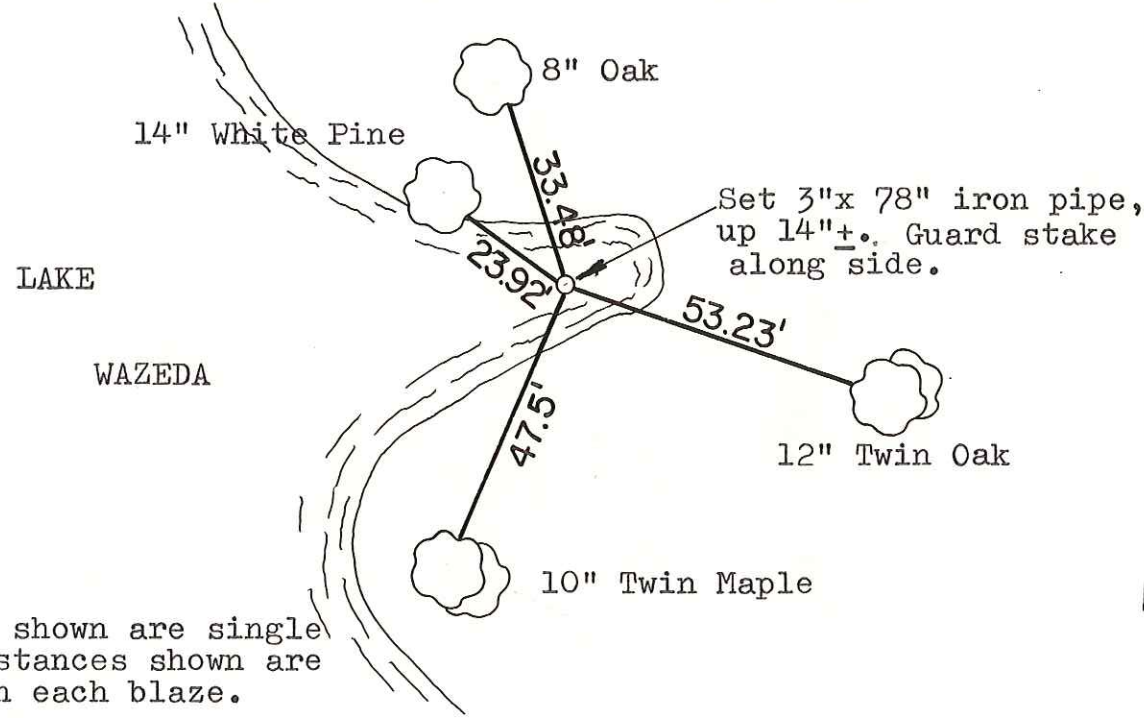 8" Oak
14" White Pine
33.48'
Set 3"x 78" iron pipe,
up 14"±. Guard stake
along side.
23.92'
LAKE
53.23'
WAZEDA
47.5'
12" Twin Oak
10" Twin Maple
shown are single
stances shown are
each blaze.